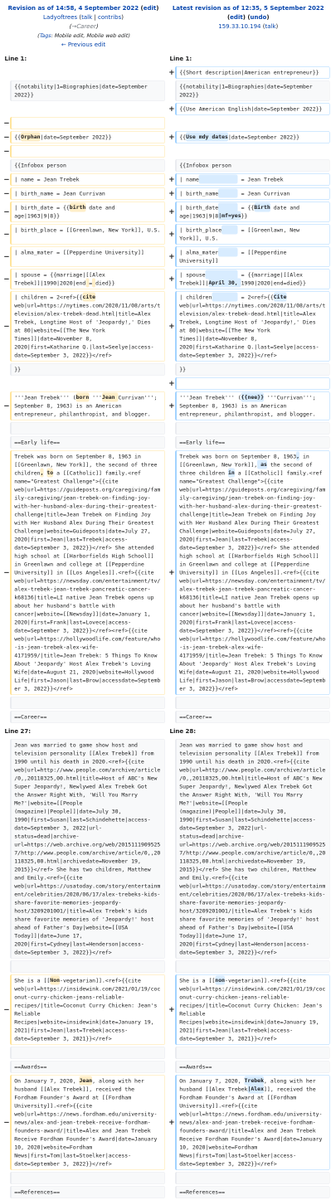 Revision as of 14:58, 4 September 2022 (edit)
Ladyoftrees (talk | contribs)
(→Career)
(Tags: Mobile edit, Mobile web edit)
← Previous edit
Latest revision as of 12:35, 5 September
2022 (edit) (undo)
159.33.10.194 (talk)
Line 1:
Line 1:
+ {{Short description|American entrepreneur}}
{{notability|1=Biographies|date=September
2022}}
{{notability|1=Biographies|date=September
2022}}
+ {{Use American English|date=September 2022}}
−
− {{Orphan|date=September 2022}}
+ {{Use mdy dates|date=September 2022}}
−
{{Infobox person
{{Infobox person
− | name = Jean Trebek
+ | name = Jean Trebek
− | birth_name = Jean Currivan
+ | birth_name = Jean Currivan
− | birth_date = {{birth date and
age|1963|9|8}}
+ | birth_date = {{Birth date and
age|1963|9|8|mf=yes}}
− | birth_place = [[Greenlawn, New York]], U.S.
+ | birth_place = [[Greenlawn, New
York]], U.S.
− | alma_mater = [[Pepperdine University]]
+ | alma_mater = [[Pepperdine
University]]
− | spouse = {{marriage|[[Alex
Trebek]]|1990|2020|end = died}}
+ | spouse = {{marriage|[[Alex
Trebek]]|April 30, 1990|2020|end=died}}
− | children = 2<ref>{{cite
web|url=https://nytimes.com/2020/11/08/arts/t
elevision/alex-trebek-dead.html|title=Alex
Trebek, Longtime Host of 'Jeopardy!,' Dies
at 80|website=[[The New York
Times]]|date=November 8,
2020|first=Katharine Q.|last=Seelye|access-
date=September 3, 2022}}</ref>
+ | children = 2<ref>{{Cite
web|url=https://nytimes.com/2020/11/08/arts/t
elevision/alex-trebek-dead.html|title=Alex
Trebek, Longtime Host of 'Jeopardy!,' Dies
at 80|website=[[The New York
Times]]|date=November 8,
2020|first=Katharine Q.|last=Seelye|access-
date=September 3, 2022}}</ref>
}}
}}
+
− '''Jean Trebek''' (born '''Jean Currivan''';
September 8, 1963) is an American
entrepreneur, philanthropist, and blogger.
+ '''Jean Trebek''' ({{nee}} '''Currivan''';
September 8, 1963) is an American
entrepreneur, philanthropist, and blogger.
==Early life==
==Early life==
− Trebek was born on September 8, 1963 in
[[Greenlawn, New York]], the second of three
children, to a [[Catholic]] family.<ref
name="Greatest Challenge">{{cite
web|url=https://guideposts.org/caregiving/fam
ily-caregiving/jean-trebek-on-finding-joy-
with-her-husband-alex-during-their-greatest-
challenge|title=Jean Trebek on Finding Joy
with Her Husband Alex During Their Greatest
Challenge|website=Guideposts|date=July 27,
2020|first=Jean|last=Trebek|access-
date=September 3, 2022}}</ref> She attended
high school at [[Harborfields High School]]
in Greenlawn and college at [[Pepperdine
University]] in [[Los Angeles]].<ref>{{cite
web|url=https://newsday.com/entertainment/tv/
alex-trebek-jean-trebek-pancreatic-cancer-
k68136|title=LI native Jean Trebek opens up
about her husband's battle with
cancer|website=[[Newsday]]|date=January 1,
2020|first=Frank|last=Lovece|access-
date=September 3, 2022}}</ref><ref>{{cite
web|url=https://hollywoodlife.com/feature/who
-is-jean-trebek-alex-wife-
4171959/|title=Jean Trebek: 5 Things To Know
About 'Jeopardy' Host Alex Trebek's Loving
Wife|date=August 21, 2020|website=Hollywood
Life|first=Jason|last=Brow|accessdate=Septemb
er 3, 2022}}</ref>
+ Trebek was born on September 8, 1963, in
[[Greenlawn, New York]], as the second of
three children in a [[Catholic]] family.<ref
name="Greatest Challenge">{{cite
web|url=https://guideposts.org/caregiving/fam
ily-caregiving/jean-trebek-on-finding-joy-
with-her-husband-alex-during-their-greatest-
challenge|title=Jean Trebek on Finding Joy
with Her Husband Alex During Their Greatest
Challenge|website=Guideposts|date=July 27,
2020|first=Jean|last=Trebek|access-
date=September 3, 2022}}</ref> She attended
high school at [[Harborfields High School]]
in Greenlawn and college at [[Pepperdine
University]] in [[Los Angeles]].<ref>{{cite
web|url=https://newsday.com/entertainment/tv/
alex-trebek-jean-trebek-pancreatic-cancer-
k68136|title=LI native Jean Trebek opens up
about her husband's battle with
cancer|website=[[Newsday]]|date=January 1,
2020|first=Frank|last=Lovece|access-
date=September 3, 2022}}</ref><ref>{{cite
web|url=https://hollywoodlife.com/feature/who
-is-jean-trebek-alex-wife-
4171959/|title=Jean Trebek: 5 Things To Know
About 'Jeopardy' Host Alex Trebek's Loving
Wife|date=August 21, 2020|website=Hollywood
Life|first=Jason|last=Brow|accessdate=Septemb
er 3, 2022}}</ref>
==Career==
==Career==
Line 27:
Line 28:
Jean was married to game show host and
television personality [[Alex Trebek]] from
1990 until his death in 2020.<ref>{{cite
web|url=http://www.people.com/archive/article
/0,,20118325,00.html|title=Host of ABC's New
Super Jeopardy!, Newlywed Alex Trebek Got
the Answer Right With, 'Will You Marry
Me?'|website=[[People
(magazine)|People]]|date=July 30,
1990|first=Susan|last=Schindehette|access-
date=September 3, 2022|url-
status=dead|archive-
url=https://web.archive.org/web/2015111909525
7/http://www.people.com/archive/article/0,,20
118325,00.html|archivedate=November 19,
2015}}</ref> She has two children, Matthew
and Emily.<ref>{{cite
web|url=https://usatoday.com/story/entertainm
ent/celebrities/2020/06/17/alex-trebeks-kids-
share-favorite-memories-jeopardy-
host/3209201001/|title=Alex Trebek's kids
share favorite memories of 'Jeopardy!' host
ahead of Father's Day|website=[[USA
Today]]|date=June 17,
2020|first=Cydney|last=Henderson|access-
date=September 3, 2022}}</ref>
Jean was married to game show host and
television personality [[Alex Trebek]] from
1990 until his death in 2020.<ref>{{cite
web|url=http://www.people.com/archive/article
/0,,20118325,00.html|title=Host of ABC's New
Super Jeopardy!, Newlywed Alex Trebek Got
the Answer Right With, 'Will You Marry
Me?'|website=[[People
(magazine)|People]]|date=July 30,
1990|first=Susan|last=Schindehette|access-
date=September 3, 2022|url-
status=dead|archive-
url=https://web.archive.org/web/2015111909525
7/http://www.people.com/archive/article/0,,20
118325,00.html|archivedate=November 19,
2015}}</ref> She has two children, Matthew
and Emily.<ref>{{cite
web|url=https://usatoday.com/story/entertainm
ent/celebrities/2020/06/17/alex-trebeks-kids-
share-favorite-memories-jeopardy-
host/3209201001/|title=Alex Trebek's kids
share favorite memories of 'Jeopardy!' host
ahead of Father's Day|website=[[USA
Today]]|date=June 17,
2020|first=Cydney|last=Henderson|access-
date=September 3, 2022}}</ref>
− She is a [[Non-vegetarian]].<ref>{{cite
web|url=https://insidewink.com/2021/01/19/coc
onut-curry-chicken-jeans-reliable-
recipes/|title=Coconut Curry Chicken: Jean's
Reliable
Recipes|website=insidewink|date=January 19,
2021|first=Jean|last=Trebek|access-
date=September 3, 2022}}</ref>
+ She is a [[non-vegetarian]].<ref>{{cite
web|url=https://insidewink.com/2021/01/19/coc
onut-curry-chicken-jeans-reliable-
recipes/|title=Coconut Curry Chicken: Jean's
Reliable
Recipes|website=insidewink|date=January 19,
2021|first=Jean|last=Trebek|access-
date=September 3, 2022}}</ref>
==Awards==
==Awards==
− On January 7, 2020, Jean, along with her
husband [[Alex Trebek]], received the
Fordham Founder's Award at [[Fordham
University]].<ref>{{cite
web|url=https://news.fordham.edu/university-
news/alex-and-jean-trebek-receive-fordham-
founders-award/|title=Alex and Jean Trebek
Receive Fordham Founder's Award|date=January
10, 2020|website=Fordham
News|first=Tom|last=Stoelker|access-
date=September 3, 2022}}</ref>
+ On January 7, 2020, Trebek, along with her
husband [[Alex Trebek|Alex]], received the
Fordham Founder's Award at [[Fordham
University]].<ref>{{cite
web|url=https://news.fordham.edu/university-
news/alex-and-jean-trebek-receive-fordham-
founders-award/|title=Alex and Jean Trebek
Receive Fordham Founder's Award|date=January
10, 2020|website=Fordham
News|first=Tom|last=Stoelker|access-
date=September 3, 2022}}</ref>
==References==
==References==